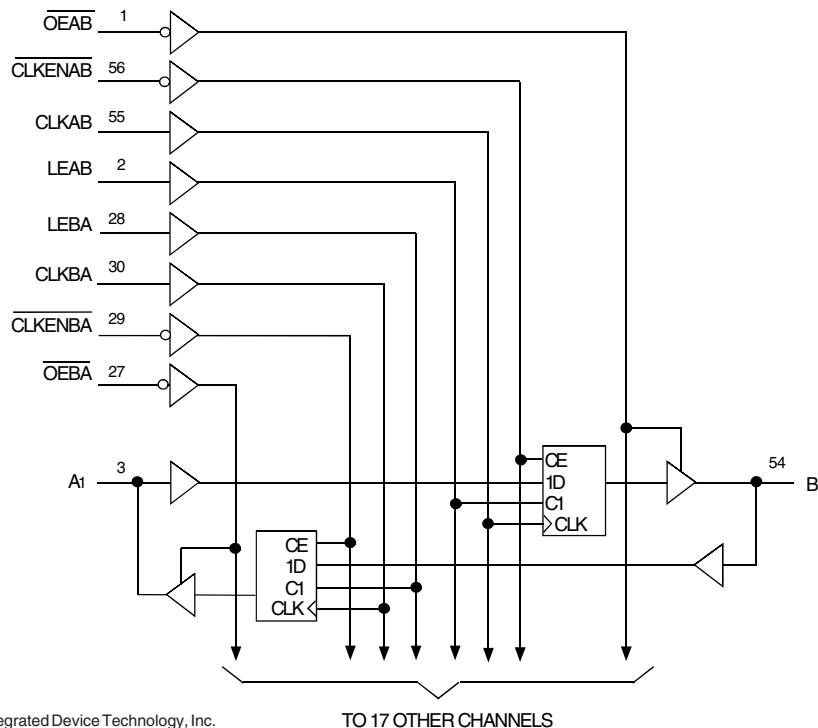 OEAB 1
CLKENAB 56
CLKAB 55
LEAB 2
LEBA 28
CLKBA 30
CLKENBA 29
OEBA 27
A1 3
CE
1D
C1
CLK
54
B
CE
1D
C1
CLK
egrated Device Technology, Inc.
TO 17 OTHER CHANNELS